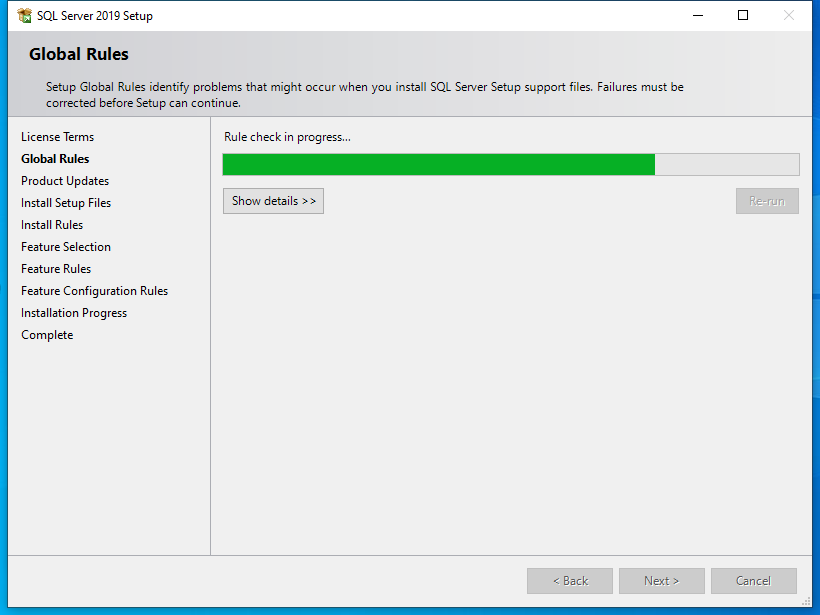 SQL Server 2019 Setup
Global Rules
Setup Global Rules identify problems that might occur when you install SQL Server Setup support files. Failures must be
corrected before Setup can continue.
License Terms
Global Rules
Product Updates
Install Setup Files
Install Rules
Feature Selection
Feature Rules
Feature Configuration Rules
Installation Progress
Complete
Rule check in progress...
Show details >>
Re-run
< Back
Next >
Cancel